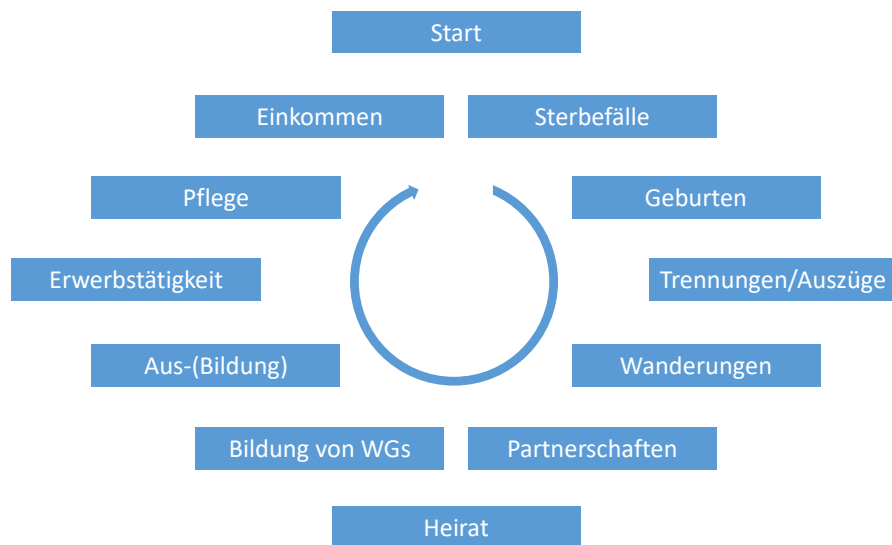 Start
Einkommen
Sterbefälle
Pflege
Geburten
Erwerbstätigkeit
Trennungen/Auszüge
Aus-(Bildung)
Wanderungen
Bildung von WGs
Partnerschaften
Heirat